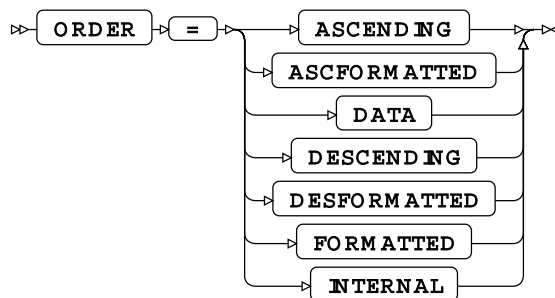 ORDER = ASCENDING
ASCFORMATTED
DATA
DESCENDING
DESFORMATTED
FORMATTED
INTERNAL